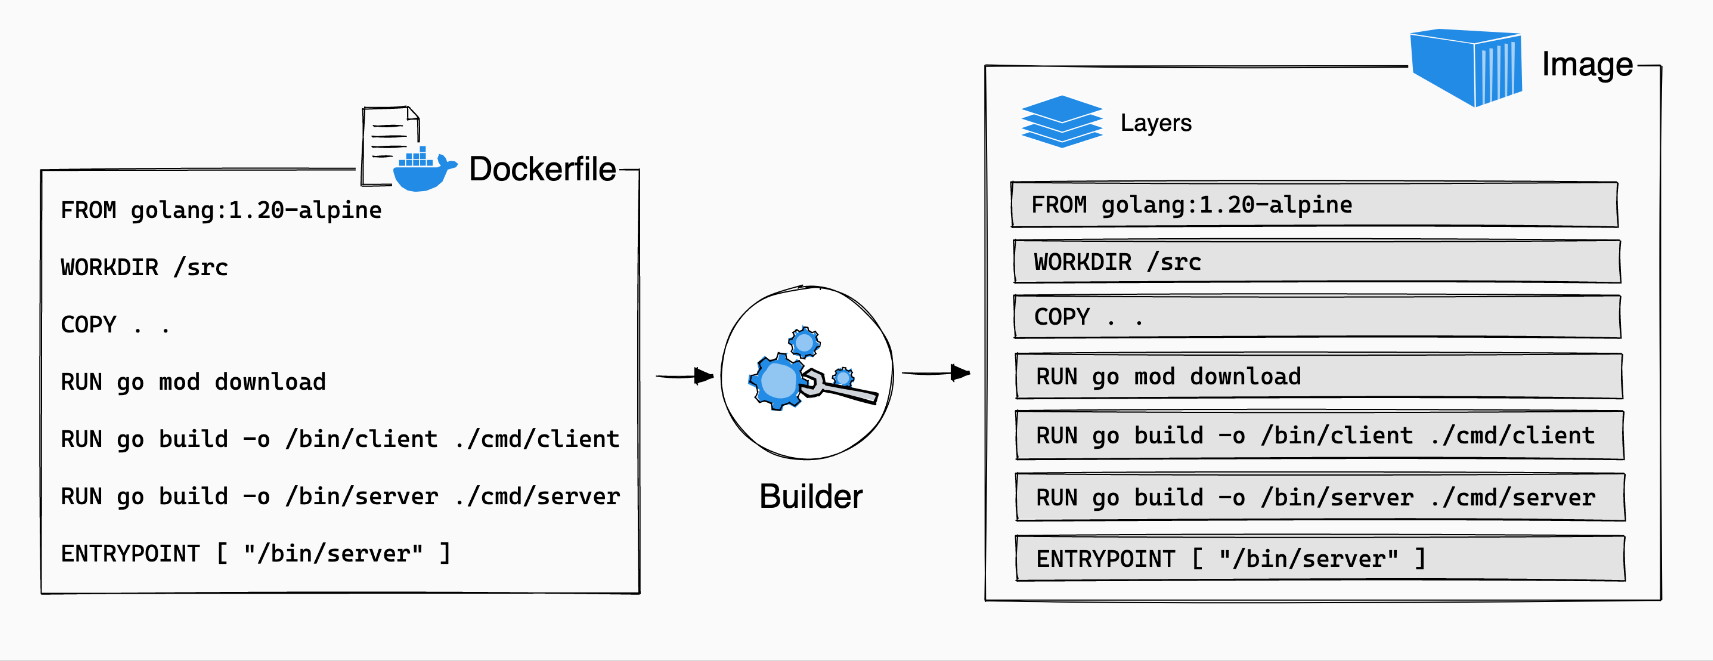 Dockerfile
FROM golang:1.20-alpine
WORKDIR /src
COPY . .
RUN go mod download
RUN go build -o /bin/client ./cmd/client
RUN go build -o /bin/server ./cmd/server
ENTRYPOINT [ "/bin/server" ]
Builder
Image
Layers
FROM golang:1.20-alpine
WORKDIR /src
COPY . .
RUN go mod download
RUN go build -o /bin/client ./cmd/client
RUN go build -o /bin/server ./cmd/server
ENTRYPOINT [ "/bin/server" ]